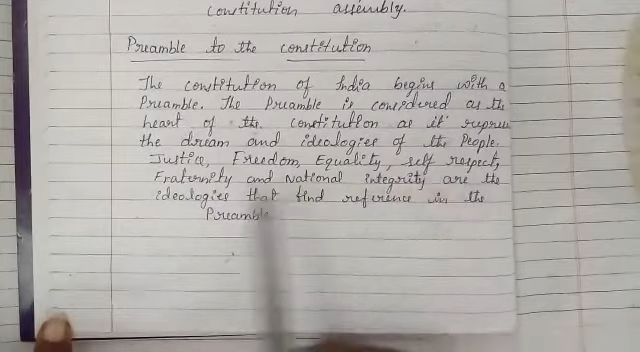 constitution assembly.
Preamble to the constitution
The constitution of India begins with a
Preamble. The Preamble is considered as the
heart of the constitution as it repres
the dream and ideologies of the People.
Justice, Freedom, Equality, self respect,
Fraternity and National integrity are the
ideologies that find reference in the
Preamble